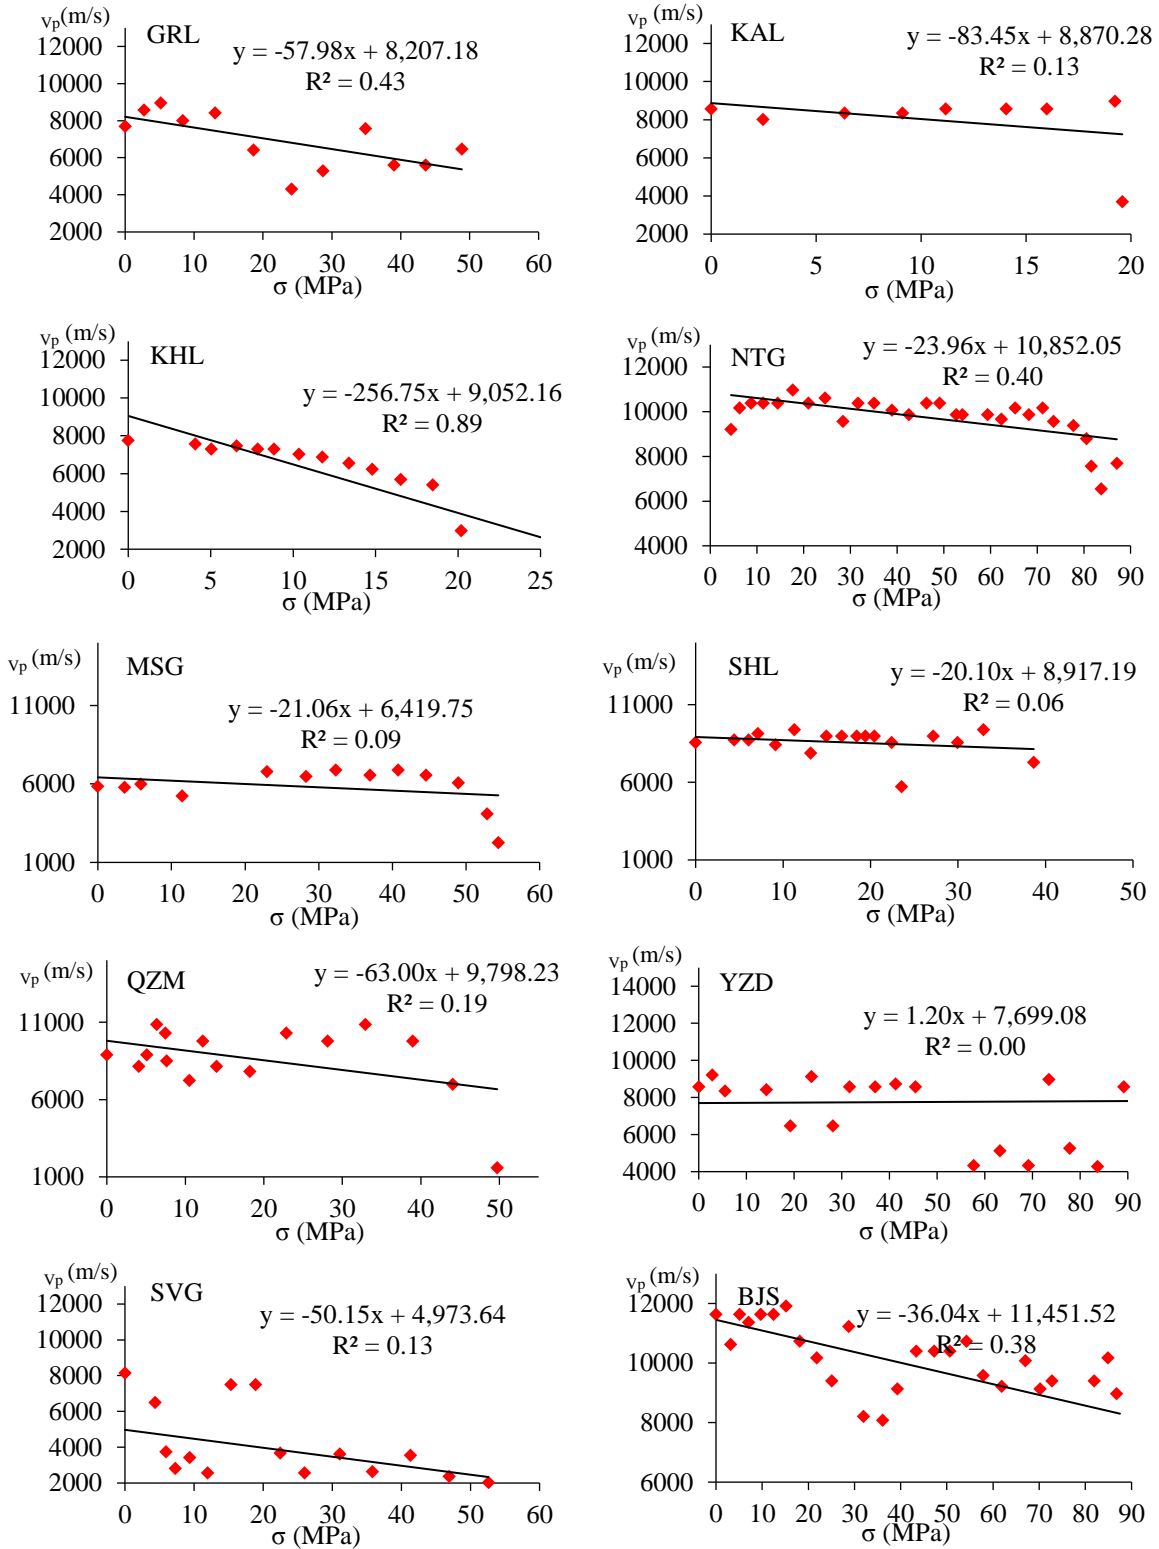 vp(m/s)
GRL
y = -57.98x + 8,207.18
R² = 0.43
12000
10000
8000
6000
4000
2000
0 10 20 30 40 50 60
σ (MPa)
vp(m/s)
KAL
y = -83.45x + 8,870.28
R² = 0.13
12000
10000
8000
6000
4000
2000
0 5 10 15 20
σ (MPa)
vp (m/s)
KHL
y = -256.75x + 9,052.16
R² = 0.89
12000
10000
8000
6000
4000
2000
0 5 10 15 20 25
σ (MPa)
vp (m/s)
NTG
y = -23.96x + 10,852.05
R² = 0.40
12000
10000
8000
6000
4000
0 10 20 30 40 50 60 70 80 90
σ (MPa)
vp (m/s)
MSG
y = -21.06x + 6,419.75
R² = 0.09
11000
6000
1000
0 10 20 30 40 50 60
σ (MPa)
vp (m/s)
SHL
y = -20.10x + 8,917.19
R² = 0.06
11000
6000
1000
0 10 20 30 40 50
σ (MPa)
vp (m/s)
QZM
y = -63.00x + 9,798.23
R² = 0.19
11000
6000
1000
0 10 20 30 40 50
σ (MPa)
vp (m/s)
YZD
y = 1.20x + 7,699.08
R² = 0.00
14000
12000
10000
8000
6000
4000
0 10 20 30 40 50 60 70 80 90
σ (MPa)
vp (m/s)
SVG
y = -50.15x + 4,973.64
R² = 0.13
12000
10000
8000
6000
4000
2000
0 10 20 30 40 50 60
σ (MPa)
vp (m/s)
BJS
y = -36.04x + 11,451.52
R² = 0.38
12000
10000
8000
6000
0 10 20 30 40 50 60 70 80 90
σ (MPa)